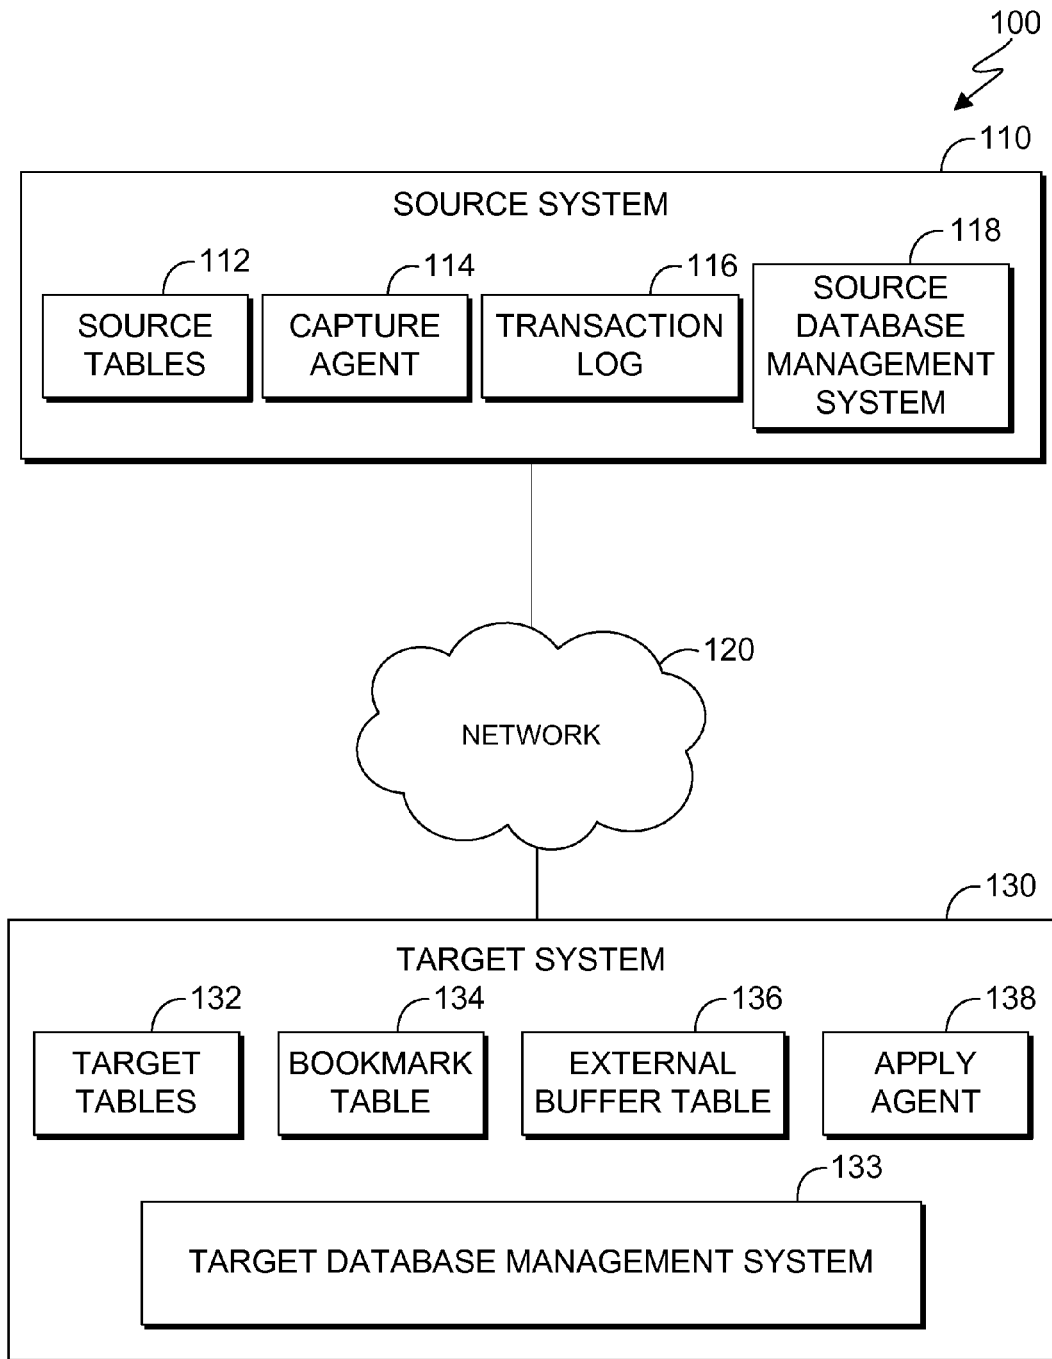 100
110
SOURCE SYSTEM
112
114
116
118
SOURCE
TABLES
CAPTURE
AGENT
TRANSACTION
LOG
SOURCE
DATABASE
MANAGEMENT
SYSTEM
120
NETWORK
130
TARGET SYSTEM
132
134
136
138
TARGET
TABLES
BOOKMARK
TABLE
EXTERNAL
BUFFER TABLE
APPLY
AGENT
133
TARGET DATABASE MANAGEMENT SYSTEM